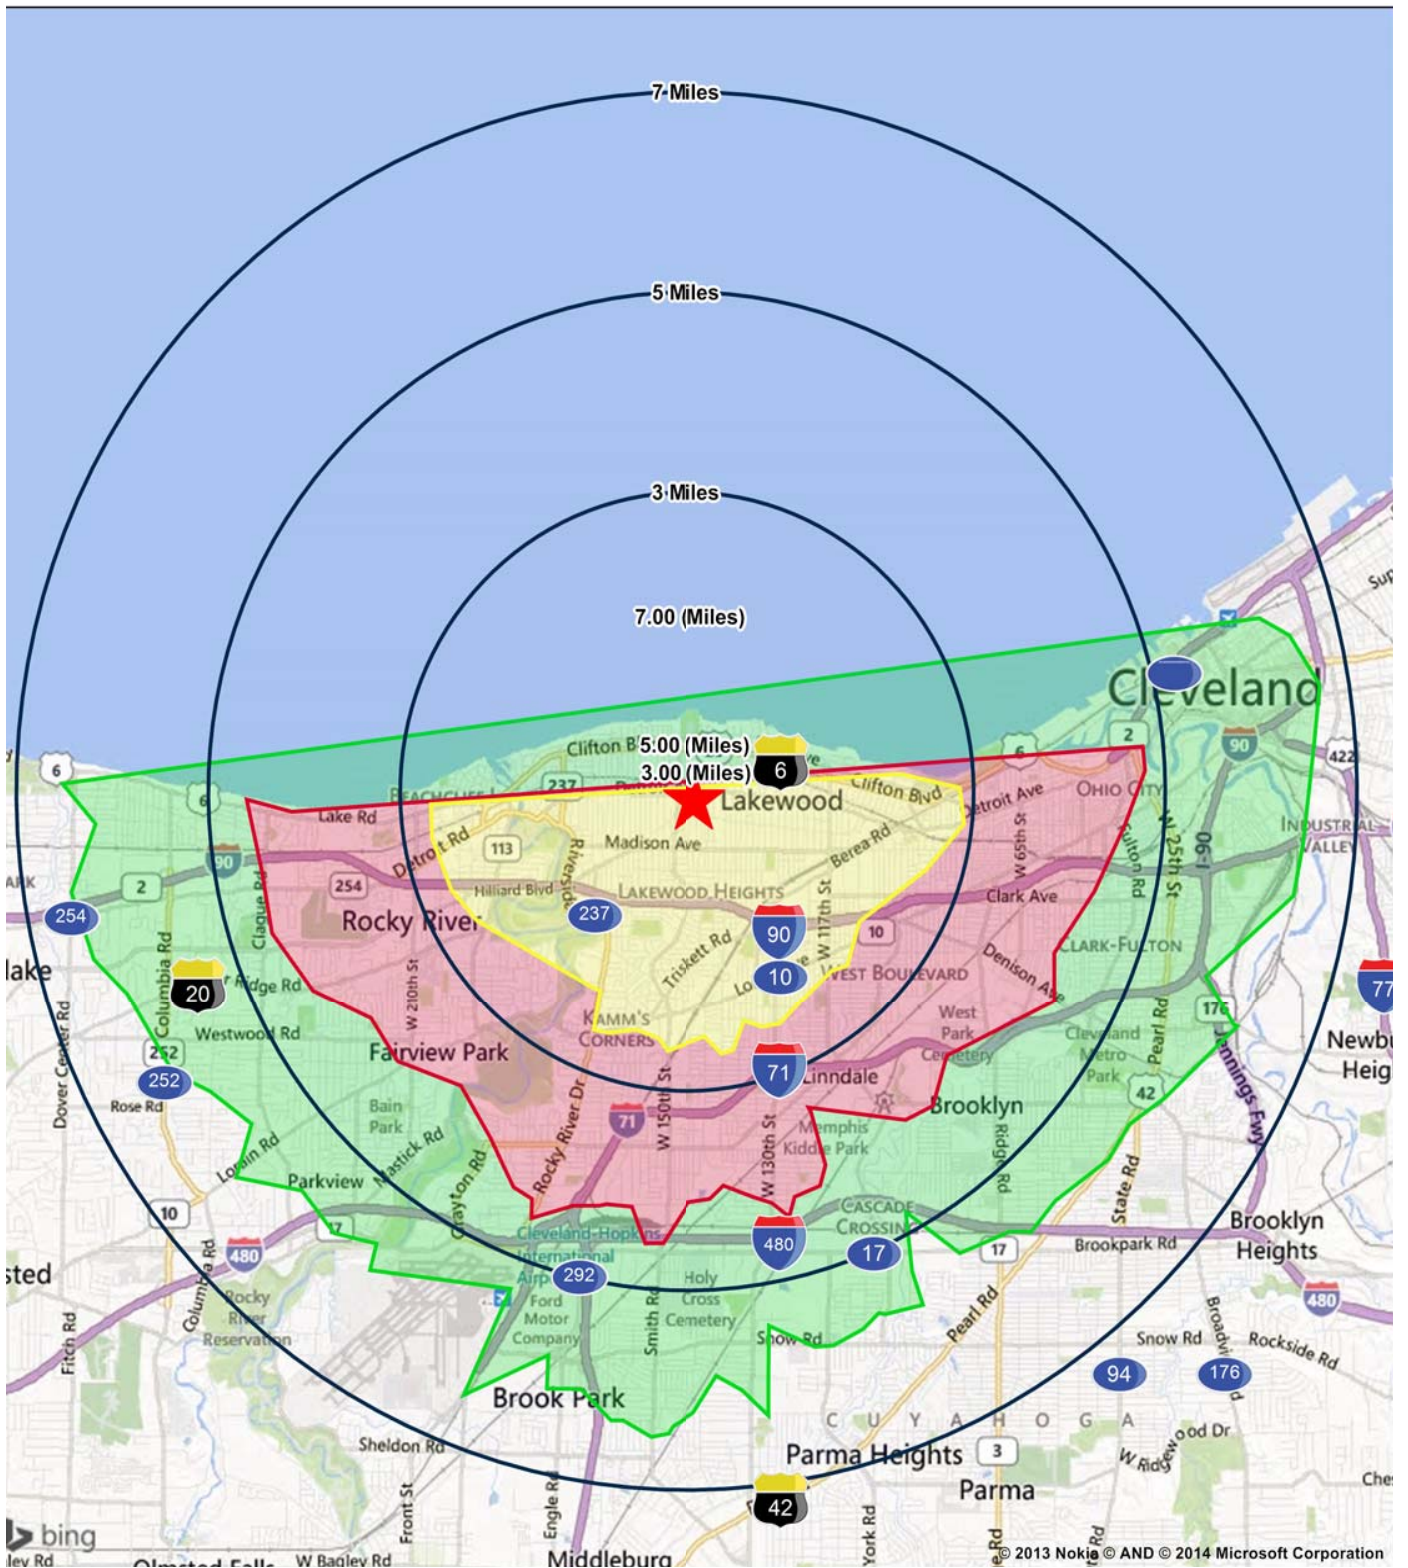 7 Miles
5 Miles
3 Miles
7.00 (Miles)
Cleveland
5.00 (Miles)
3.00 (Miles)
6
6
6
6
2
90
422
237
Lakewood
Clifton Blvd
Detroit Ave
OHIO CITY
Lake Rd
Madison Ave
Berea Rd
W 65th St
Fulton Rd
W 25th St
I-90
INDUSTRIAL
VALLEY
90
Detroit Rd
113
2
254
Hilliard Blvd
LAKEWOOD HEIGHTS
W 117th St
Clark Ave
254
Claque Rd
Rocky River
237
90
10
CLARK-FULTON
Columbia Rd
Triskett Rd
10
WEST BOULEVARD
Denison Ave
20
r Ridge Rd
W 210th St
77
176
Westwood Rd
KAMM'S
CORNERS
West
Park
Cemetery
Cleveland
Metro
Park
Pearl Rd
Jennings Fwy
252
Dover Center Rd
Fairview Park
71
Linndale
252
Rose Rd
Bain
Park
Rocky River Dr
W 150th St
42
Brooklyn
71
W 130th St
Memphis
Kiddie Park
Ridge Rd
Mastick Rd
Lorain Rd
Parkview
Grayton Rd
State Rd
10
17
CASCADE
CROSSING
Brooklyn
Heights
480
Columbia Rd
Cleveland-Hopkins
International
480
17
17
Brookpark Rd
292
Holy
Cross
Cemetery
Rocky
River
Reservation
Ford
Motor
Company
Smith Rd
480
Fitch Rd
Snow Rd
Pearl Rd
Snow Rd
Rockside Rd
94
176
Brook Park
CUYAHOGA
Sheldon Rd
Parma Heights
3
W Ridgewood Dr
Parma
42
Front St
Engle Rd
York Rd
bing
W Bagley Rd
© 2013 Nokia © AND © 2014 Microsoft Corporation